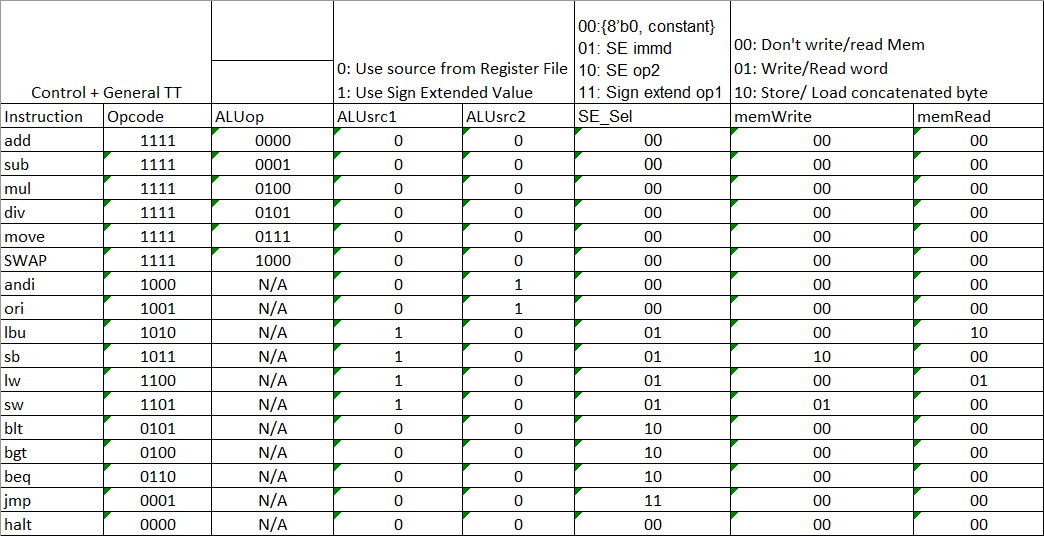 Control + General TT
0: Use source from Register File
1: Use Sign Extended Value
00:{8'b0, constant}
01: SE immd
10: SE op2
11: Sign extend op1
00: Don't write/read Mem
01: Write/Read word
10: Store/ Load concatenated byte
Instruction Opcode ALUop ALUsrc1 ALUsrc2 SE_Sel memWrite memRead
add 1111 0000 0 0 00 00 00
sub 1111 0001 0 0 00 00 00
mul 1111 0100 0 0 00 00 00
div 1111 0101 0 0 00 00 00
move 1111 0111 0 0 00 00 00
SWAP 1111 1000 0 0 00 00 00
andi 1000 N/A 0 1 00 00 00
ori 1001 N/A 0 1 00 00 00
lbu 1010 N/A 1 0 01 00 10
sb 1011 N/A 1 0 01 10 00
lw 1100 N/A 1 0 01 00 01
sw 1101 N/A 1 0 01 01 00
blt 0101 N/A 0 0 10 00 00
bgt 0100 N/A 0 0 10 00 00
beq 0110 N/A 0 0 10 00 00
jmp 0001 N/A 0 0 11 00 00
halt 0000 N/A 0 0 00 00 00